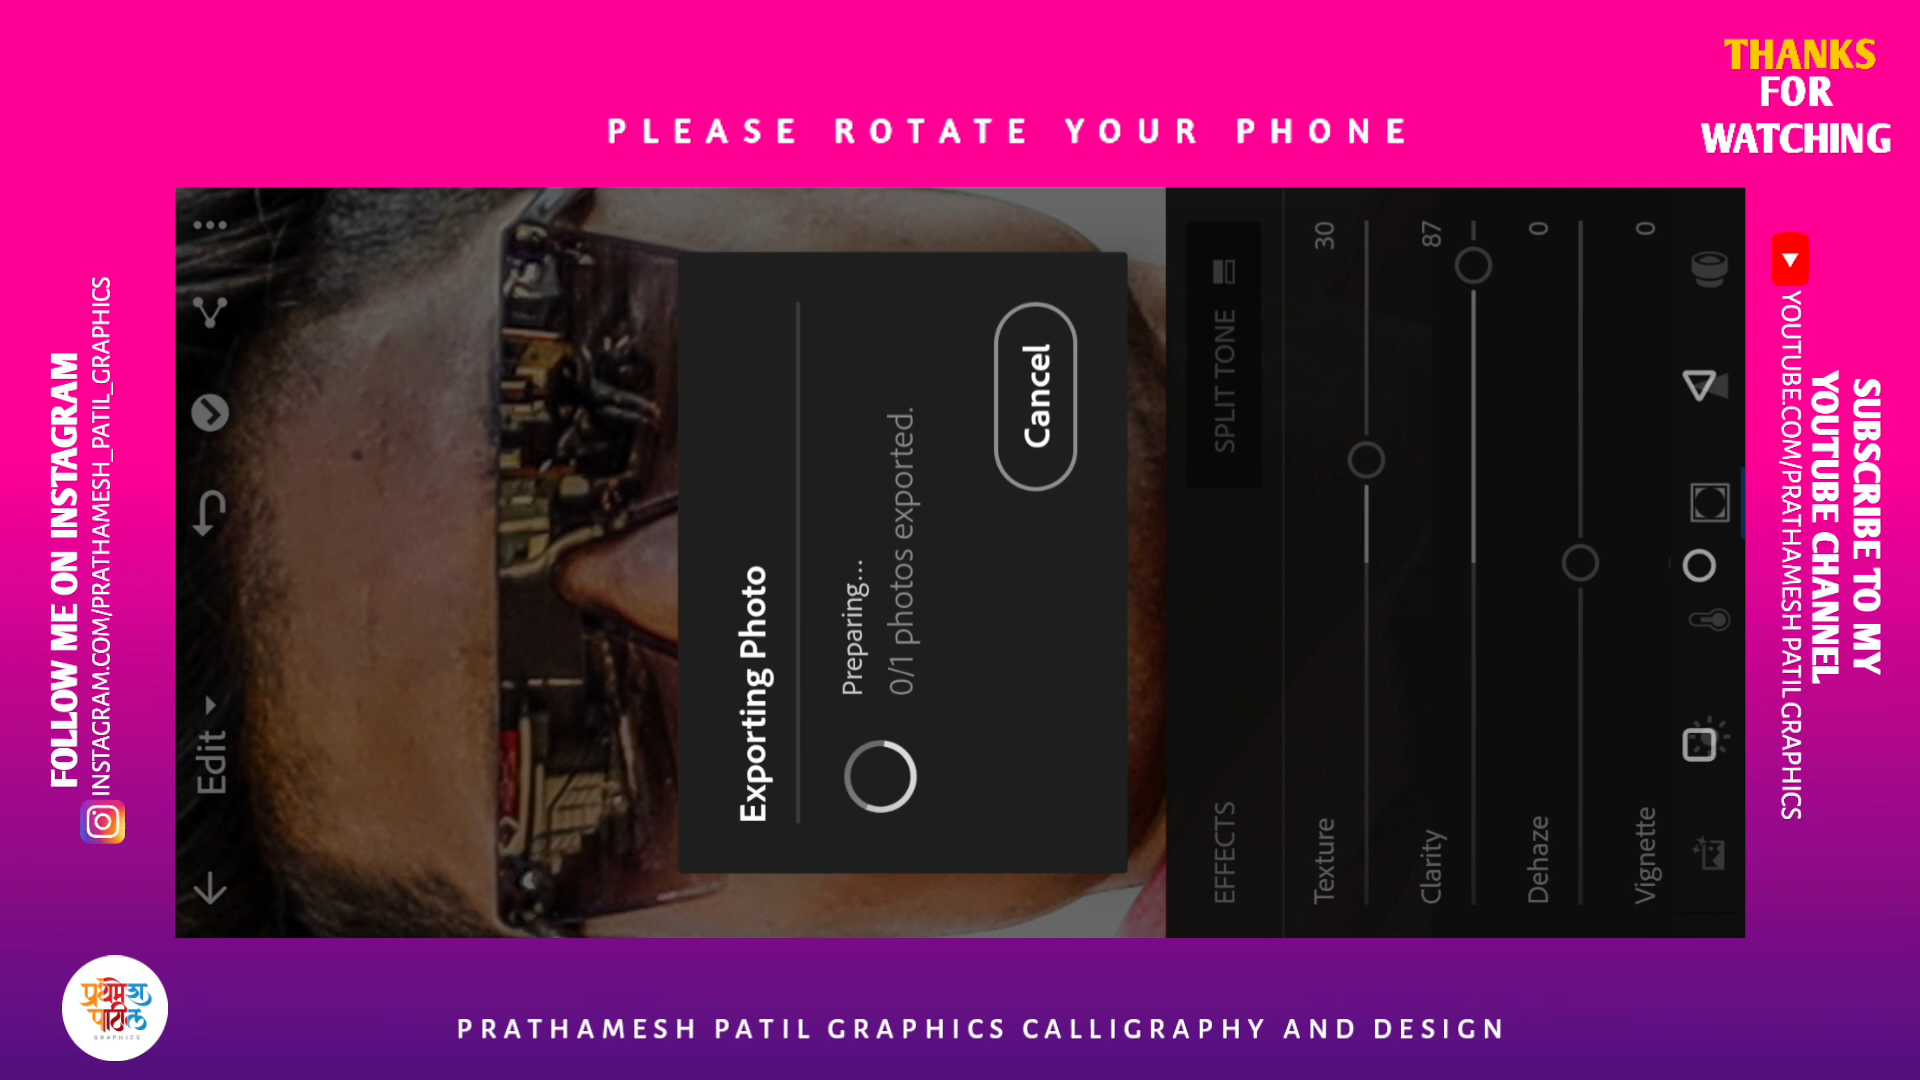 THANKS
FOR
WATCHING
PLEASE ROTATE YOUR PHONE
FOLLOW ME ON INSTAGRAM
INSTAGRAM.COM/PRATHAMESH_PATIL_GRAPHICS
Edit
Exporting Photo
Preparing...
0/1 photos exported.
Cancel
EFFECTS
SPLIT TONE
Texture 30
Clarity 87
Dehaze 0
Vignette 0
SUBSCRIBE TO MY
YOUTUBE CHANNEL
YOUTUBE.COM/PRATHAMESH PATIL GRAPHICS
प्रथमेश
पाटील
GRAPHICS
PRATHAMESH PATIL GRAPHICS CALLIGRAPHY AND DESIGN